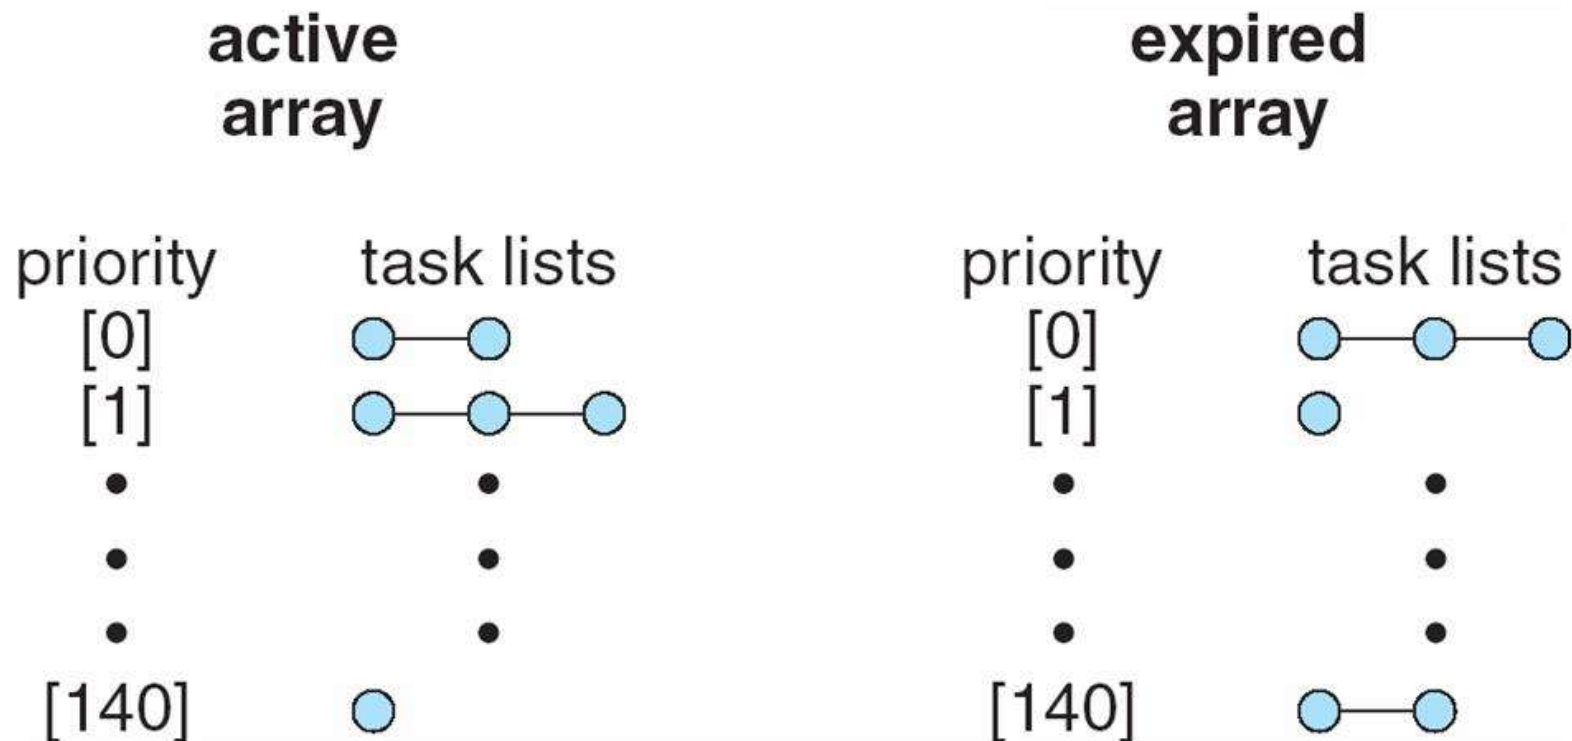 active
array
priority task lists
[0]
[1]
[140]
expired
array
priority task lists
[0]
[1]
[140]